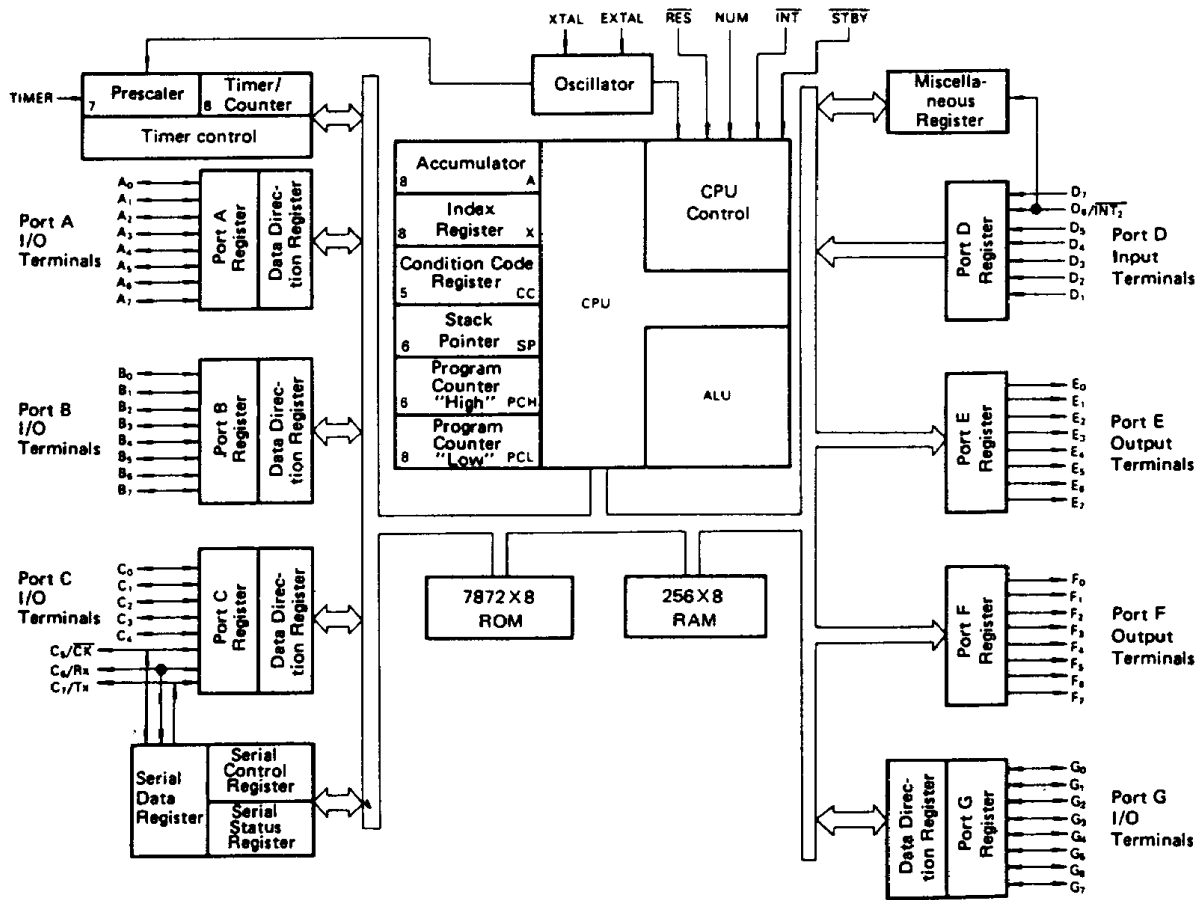 XTAL EXTAL RES NUM INT STBY
TIMER
Prescaler
7
Timer/
Counter
8
Timer control
Oscillator
Miscella-
neous
Register
Accumulator
8 A
Index
Register
8 X
Condition Code
Register
5 CC
Stack
Pointer
6 SP
Program
Counter
"High"
6 PCH
Program
Counter
"Low"
8 PCL
CPU
CPU
Control
ALU
Port A
I/O
Terminals
A0
A1
A2
A3
A4
A5
A6
A7
Port A
Register
Data Direc-
tion Register
Port B
I/O
Terminals
B0
B1
B2
B3
B4
B5
B6
B7
Port B
Register
Data Direc-
tion Register
Port C
I/O
Terminals
C0
C1
C2
C3
C4
C5/CK
C6/Rx
C7/Tx
Port C
Register
Data Direc-
tion Register
Serial
Data
Register
Serial
Control
Register
Serial
Status
Register
7872X8
ROM
256X8
RAM
Port D
Register
D7
D6/INT2
D5
D4
D3
D2
D1
Port D
Input
Terminals
Port E
Register
E0
E1
E2
E3
E4
E5
E6
E7
Port E
Output
Terminals
Port F
Register
F0
F1
F2
F3
F4
F5
F6
F7
Port F
Output
Terminals
Data Direc-
tion Register
Port G
Register
G0
G1
G2
G3
G4
G5
G6
G7
Port G
I/O
Terminals